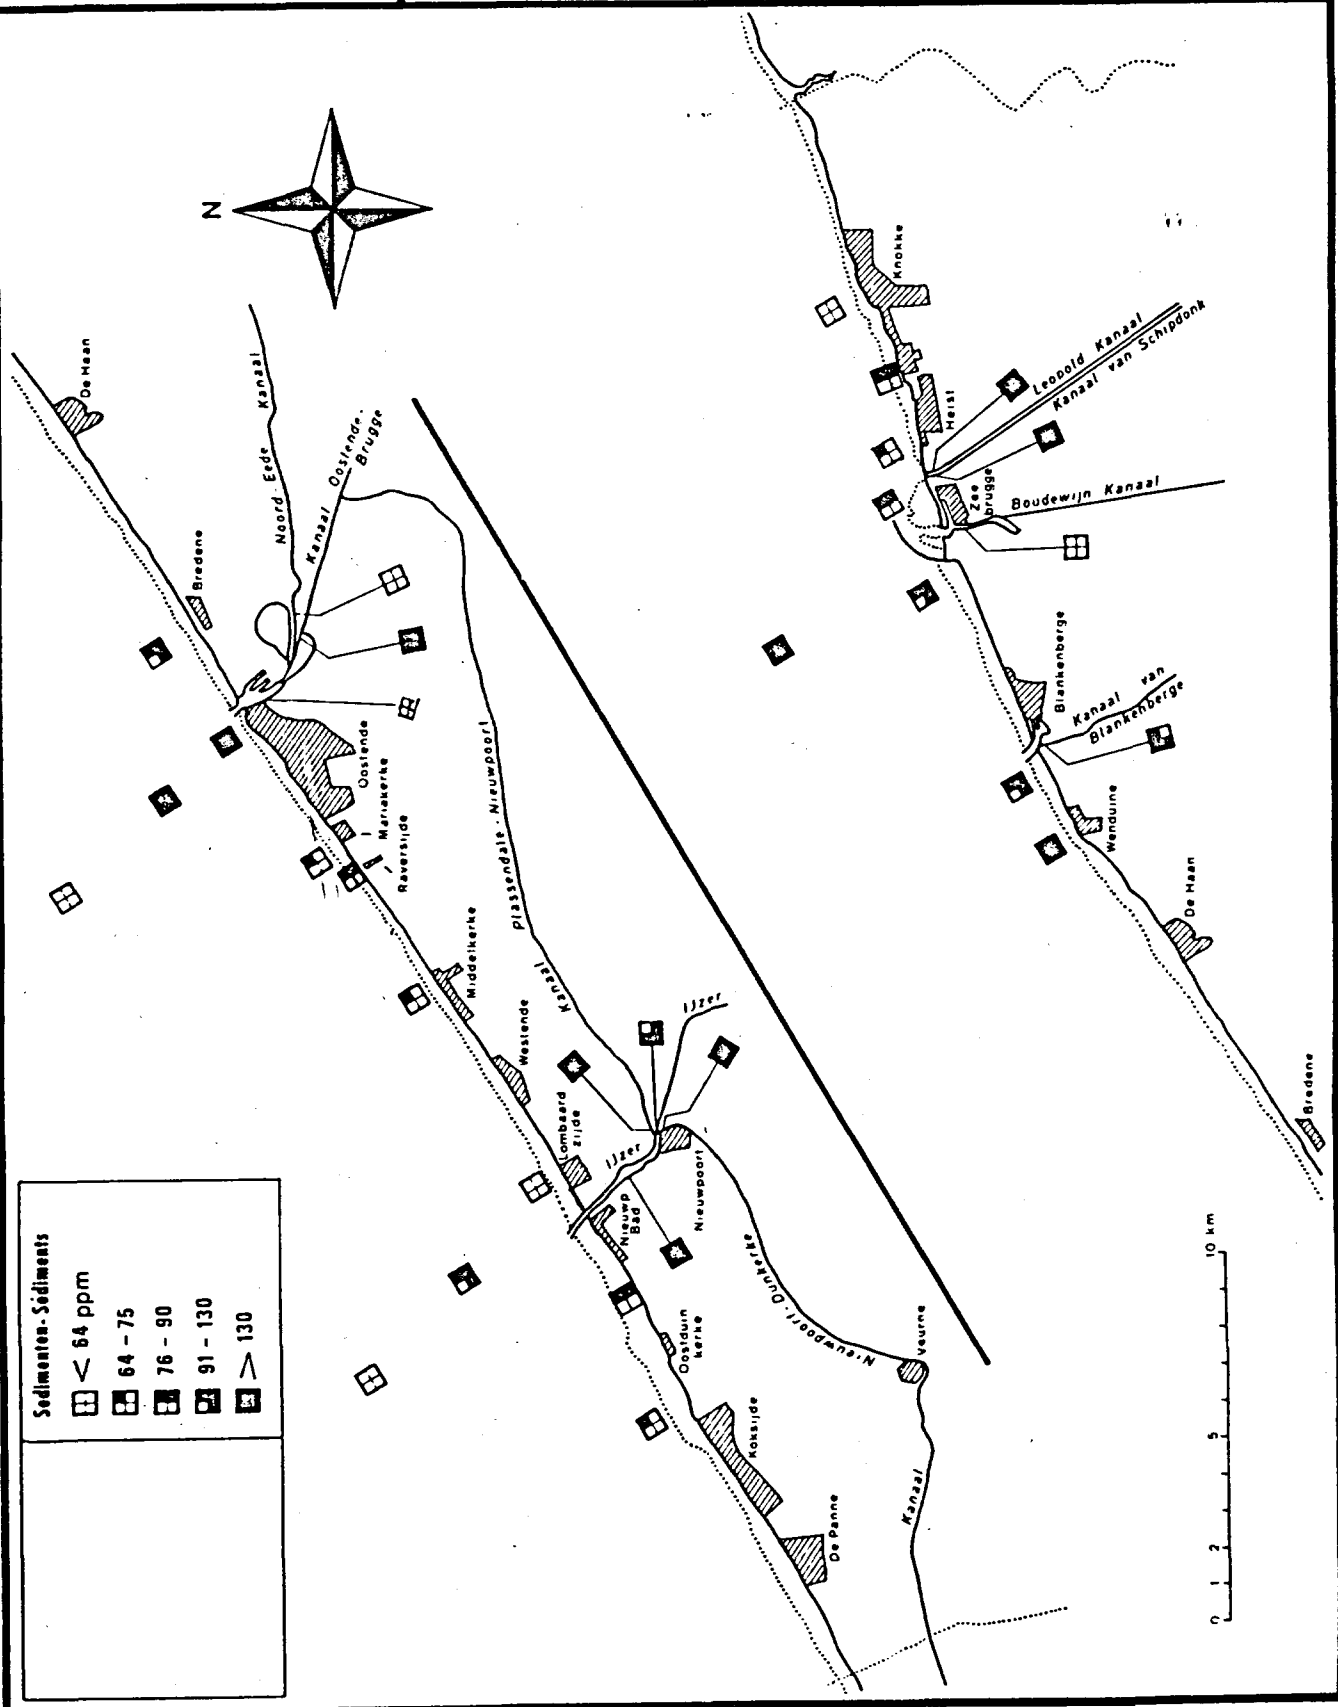 Sedimenten-Sédiments
< 64 ppm
64 - 75
76 - 90
91 - 130
> 130
N
De Haan
Bredene
Noord Eede Kanaal
Kanaal Oostende-
Brugge
Oostende
Mariakerke
Raversijde
Middelkerke
Westende
Lombaard
zijde
IJzer
IJzer
Nieuwp
Bad
Nieuwpoort
Oostduin
kerke
Koksijde
De Panne
Kanaal Plassendale - Nieuwpoort
Kanaal Nieuwpoort - Dunkerke
Veurne
Knokke
Heist
Leopold Kanaal
Kanaal van Schipdonk
Zee
brugge
Boudewijn Kanaal
Blankenberge
Kanaal van
Blankenberge
Wenduine
De Haan
Bredene
0 1 2 5 10 km